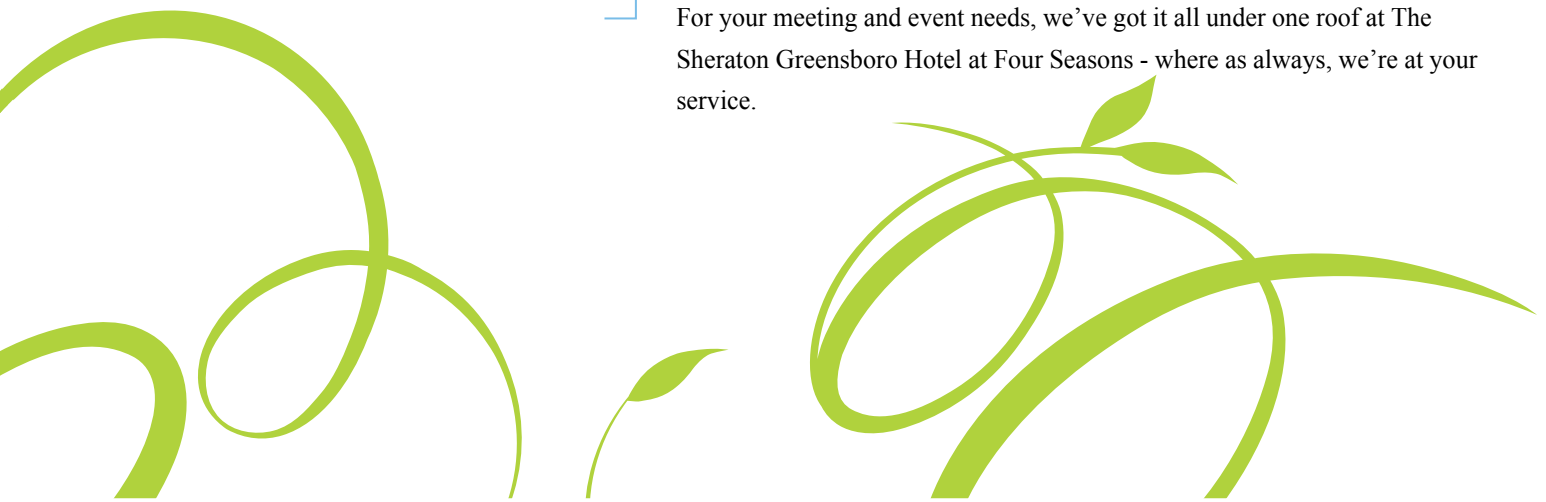 For your meeting and event needs, we’ve got it all under one roof at The
Sheraton Greensboro Hotel at Four Seasons - where as always, we’re at your
service.